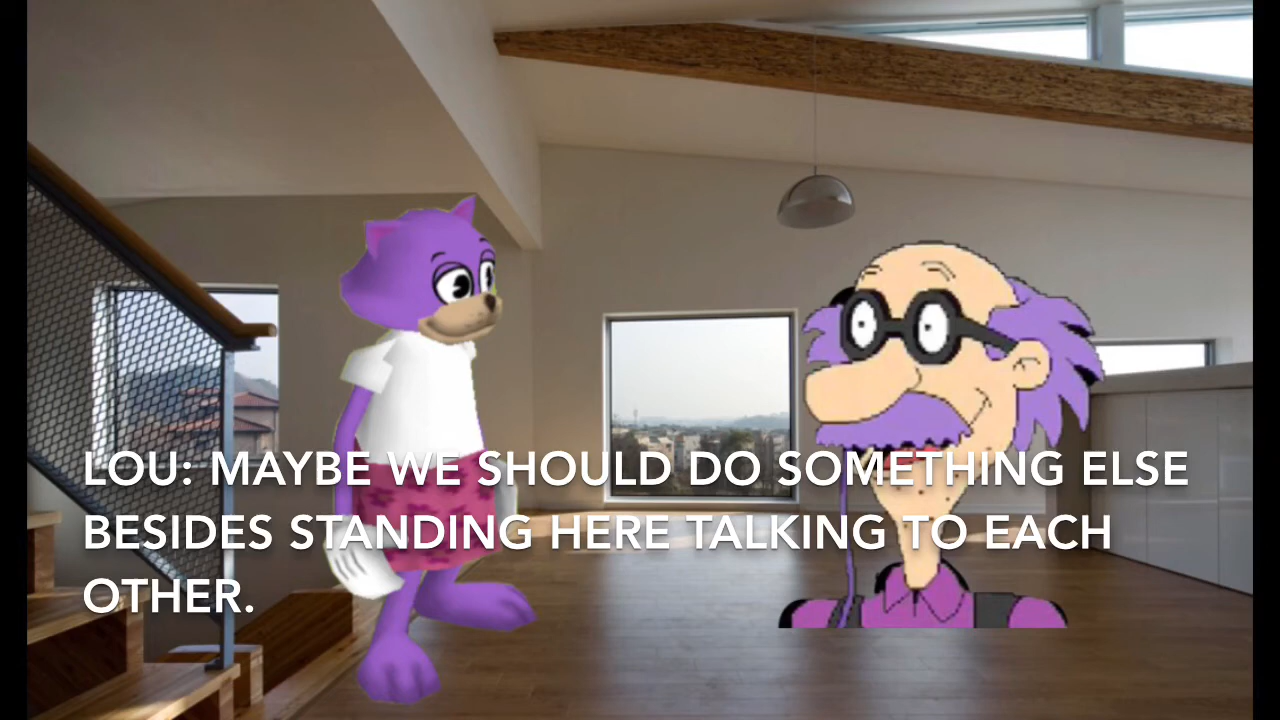 LOU: MAYBE WE SHOULD DO SOMETHING ELSE
BESIDES STANDING HERE TALKING TO EACH
OTHER.